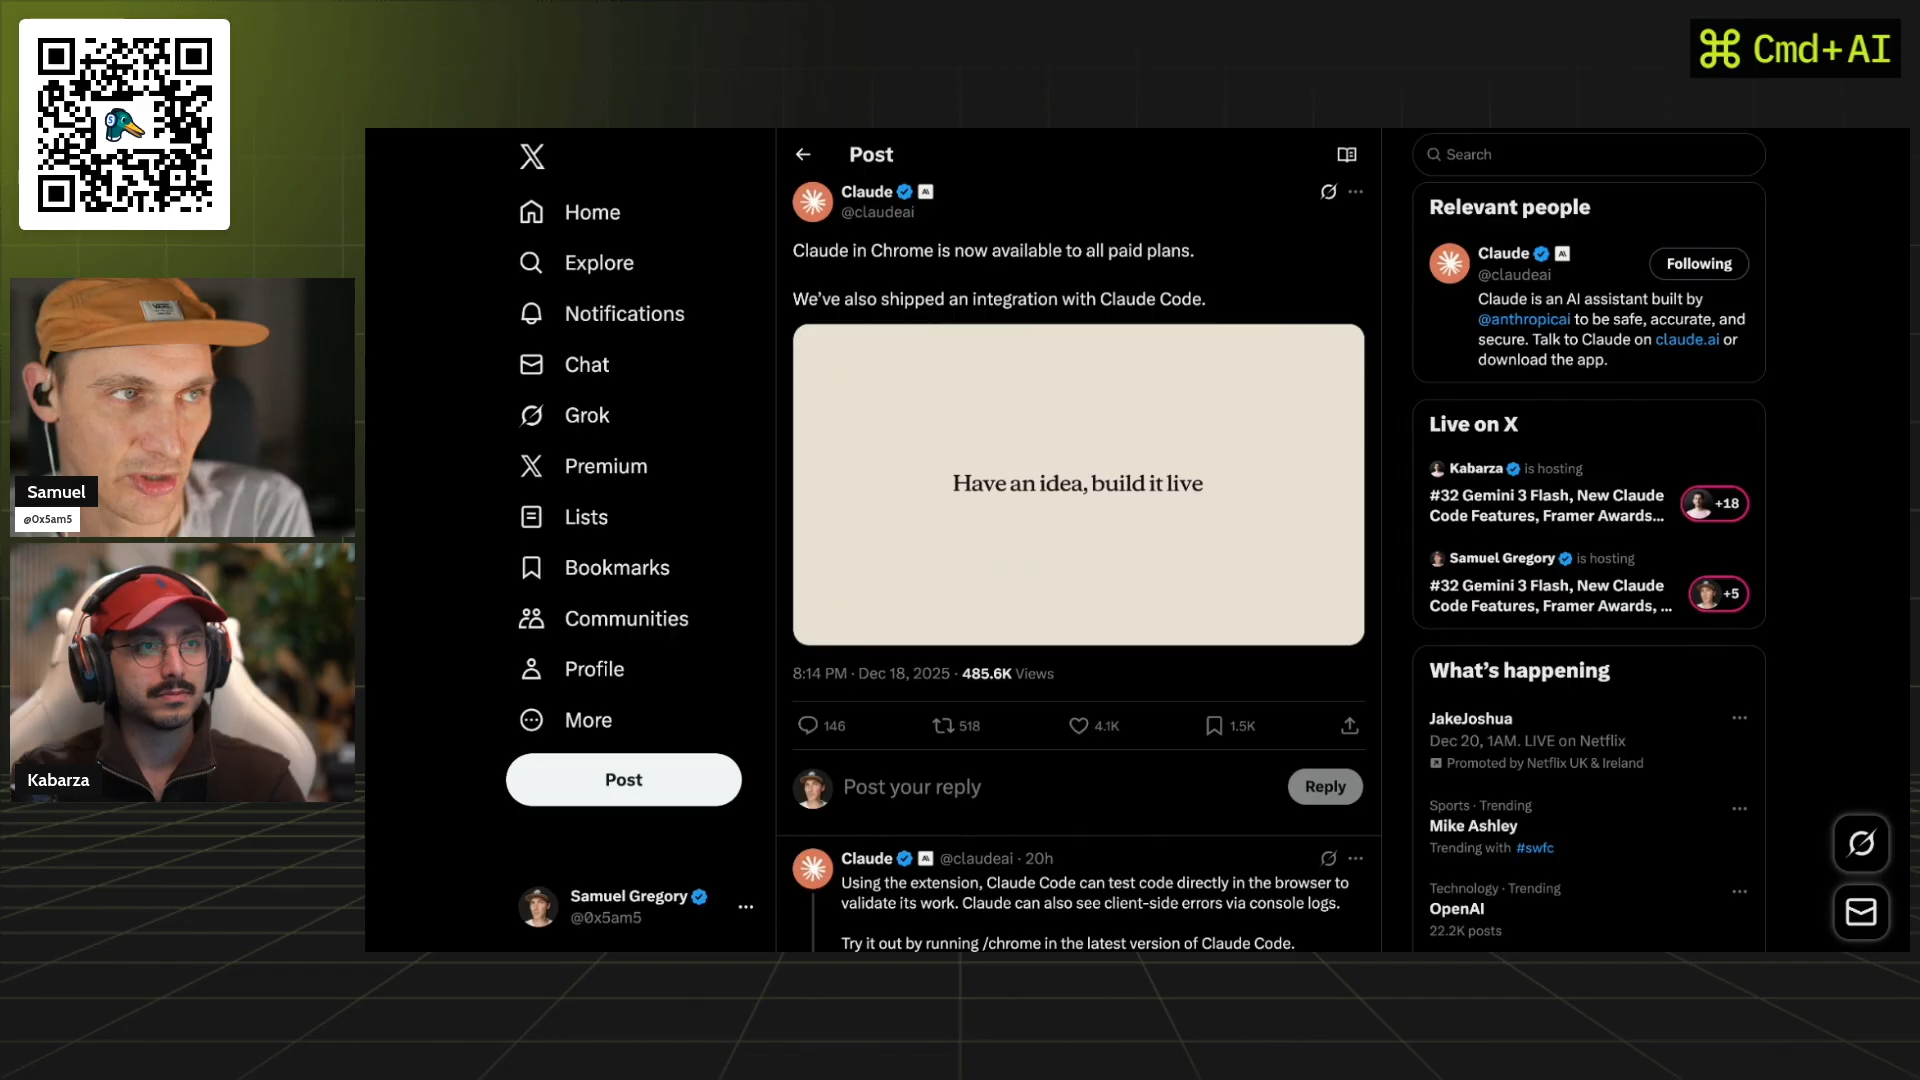 Cmd+AI
Samuel
@0x5am5
Kabarza
Home
Explore
Notifications
Chat
Grok
Premium
Lists
Bookmarks
Communities
Profile
More
Post
Samuel Gregory
@0x5am5
Post
Claude
@claudeai
Claude in Chrome is now available to all paid plans.
We've also shipped an integration with Claude Code.
Have an idea, build it live
8:14 PM · Dec 18, 2025 · 485.6K Views
146
518
4.1K
1.5K
Post your reply
Reply
Claude @claudeai · 20h
Using the extension, Claude Code can test code directly in the browser to
validate its work. Claude can also see client-side errors via console logs.
Try it out by running /chrome in the latest version of Claude Code.
Search
Relevant people
Claude
@claudeai
Following
Claude is an AI assistant built by
@anthropicai to be safe, accurate, and
secure. Talk to Claude on claude.ai or
download the app.
Live on X
Kabarza is hosting
#32 Gemini 3 Flash, New Claude
Code Features, Framer Awards...
+18
Samuel Gregory is hosting
#32 Gemini 3 Flash, New Claude
Code Features, Framer Awards, ...
+5
What's happening
JakeJoshua
Dec 20, 1AM. LIVE on Netflix
Promoted by Netflix UK & Ireland
Sports · Trending
Mike Ashley
Trending with #swfc
Technology · Trending
OpenAI
22.2K posts